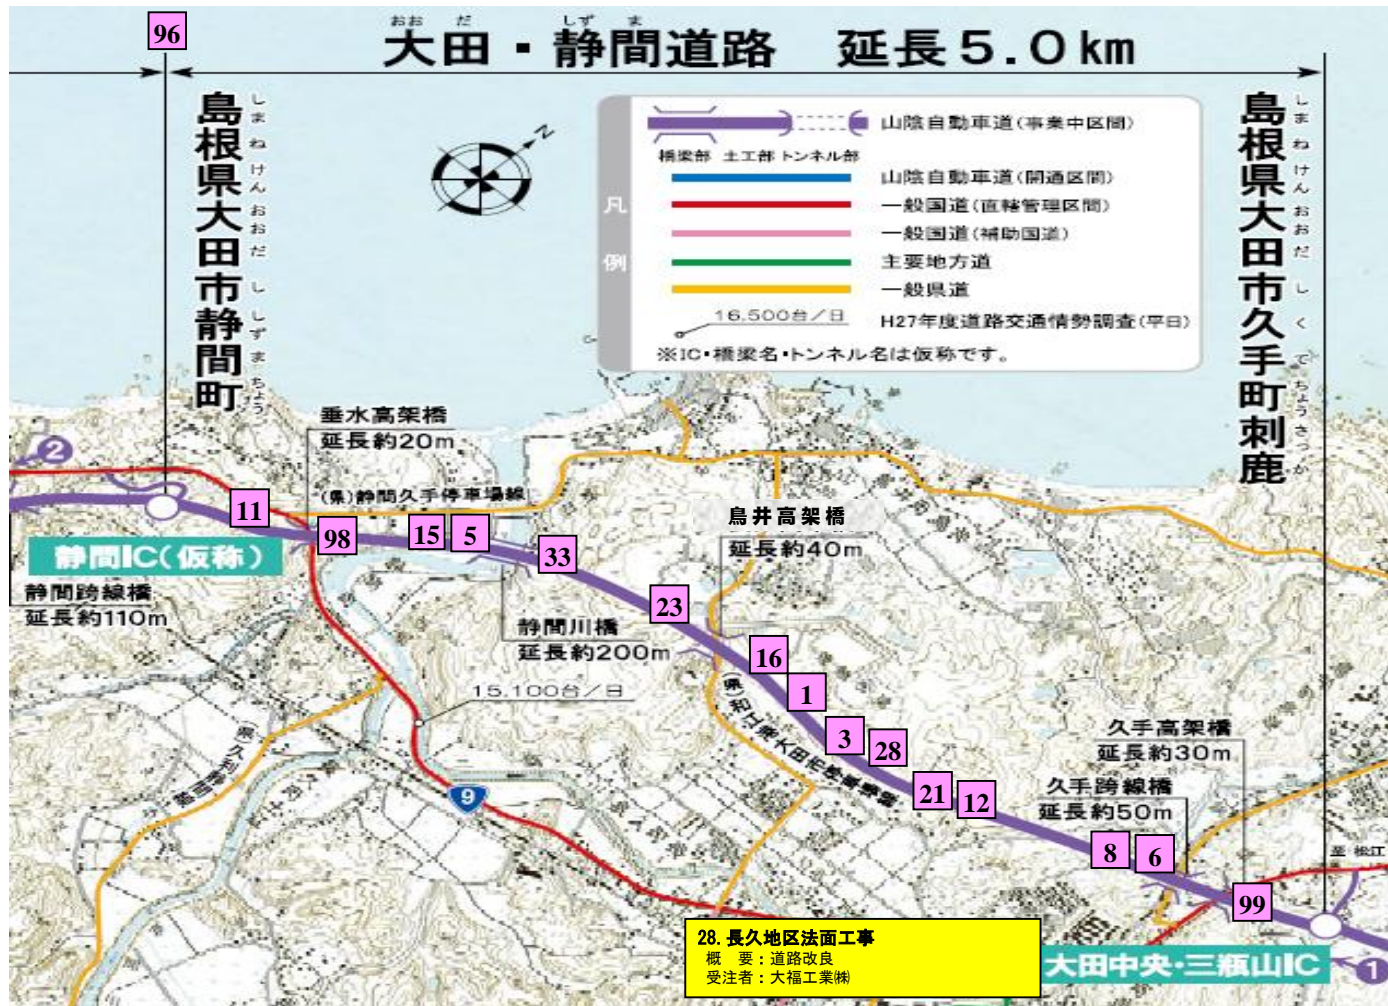 96
大田・静間道路 延長5.0km
おお だ しず ま
島根県大田市静間町
しまねけんおおだししずまちょう
島根県大田市久手町刺鹿
しまねけんおおだしくてちょうさつか
凡例
山陰自動車道(事業中区間)
橋梁部 土工部 トンネル部
山陰自動車道(開通区間)
一般国道(直轄管理区間)
一般国道(補助国道)
主要地方道
一般県道
16,500台/日
H27年度道路交通情勢調査(平日)
※IC・橋梁名・トンネル名は仮称です。
N
垂水高架橋
延長約20m
2
(県)静間久手停車場線
11
98
15
5
33
鳥井高架橋
延長約40m
静間IC(仮称)
静間跨線橋
延長約110m
23
静間川橋
延長約200m
16
1
15,100台/日
3
28
久手高架橋
延長約30m
9
21
12
久手跨線橋
延長約50m
8
6
至 松江
99
28.長久地区法面工事
概 要:道路改良
受注者:大福工業㈱
大田中央・三瓶山IC
1